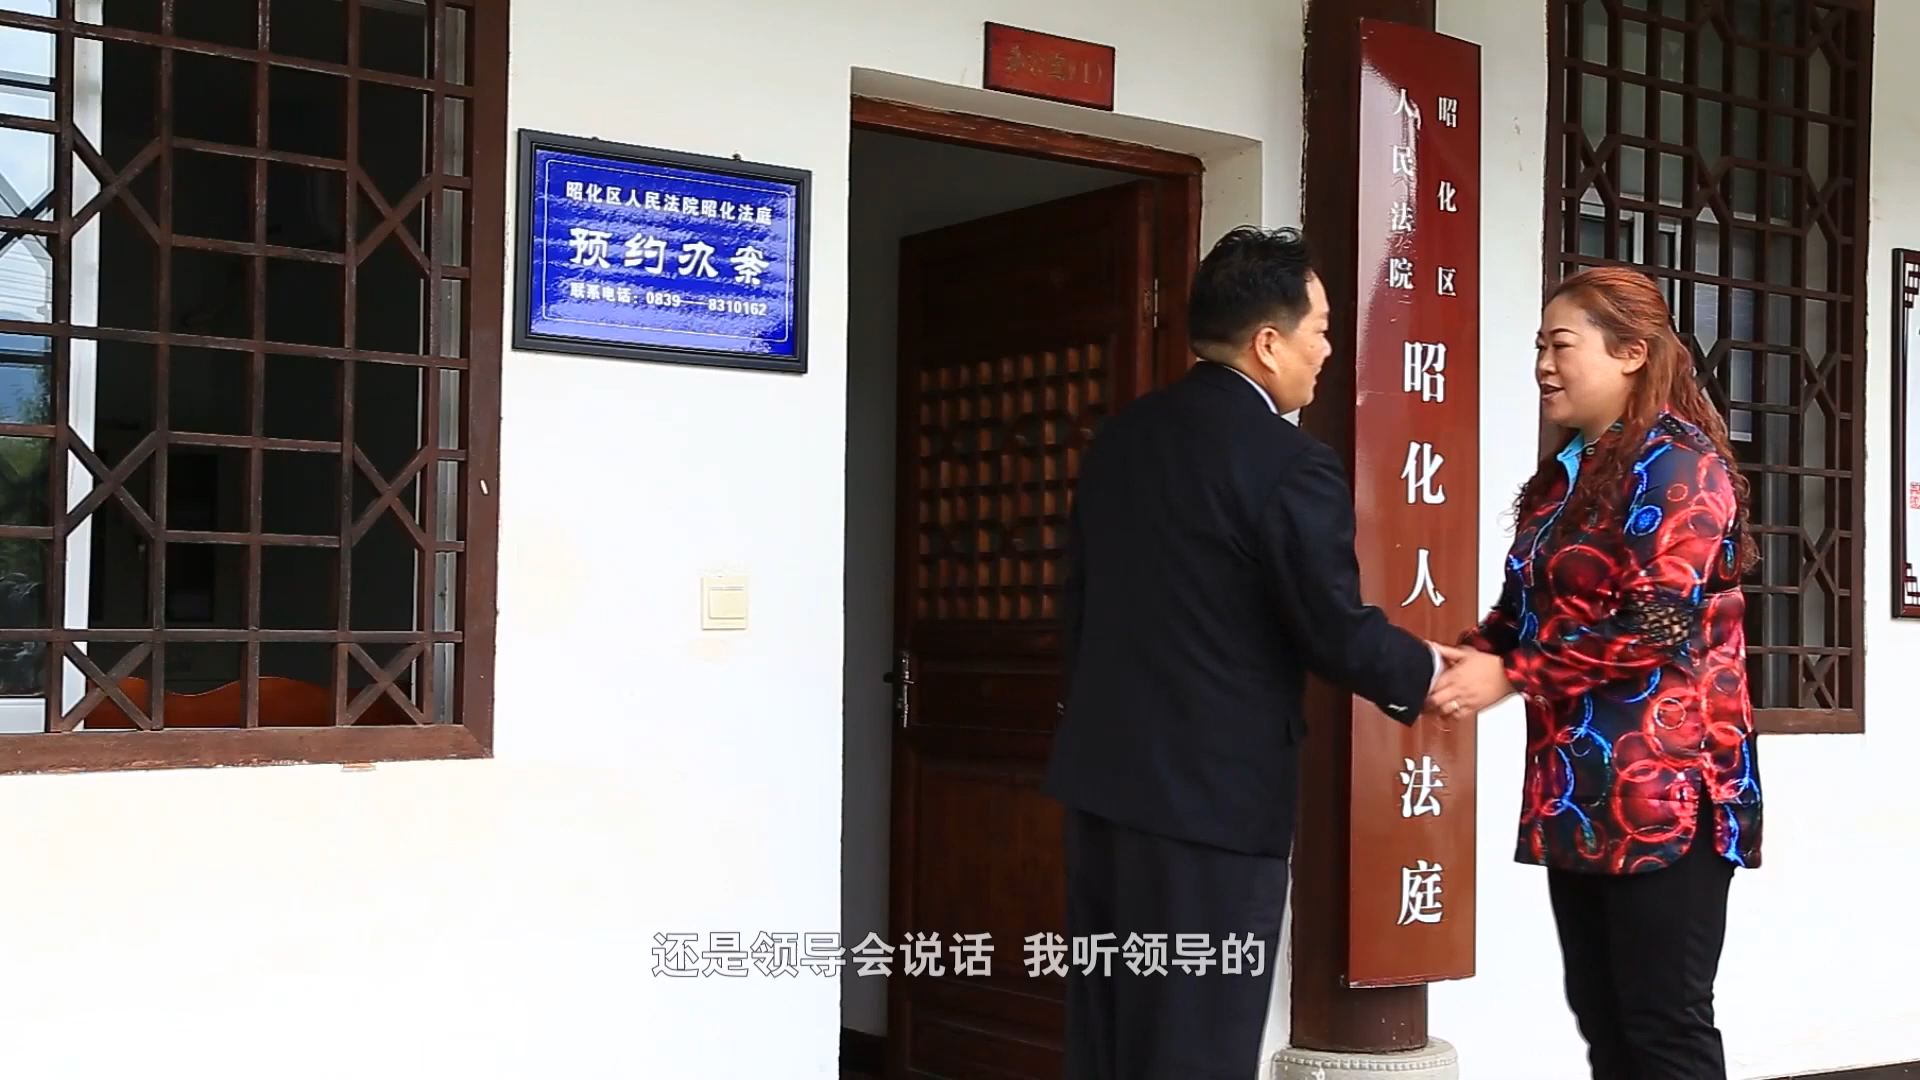 昭化区人民法院昭化法庭
预约办案
联系电话：0839——8310162
昭化区
人民法院
昭化人民法庭
还是领导会说话 我听领导的